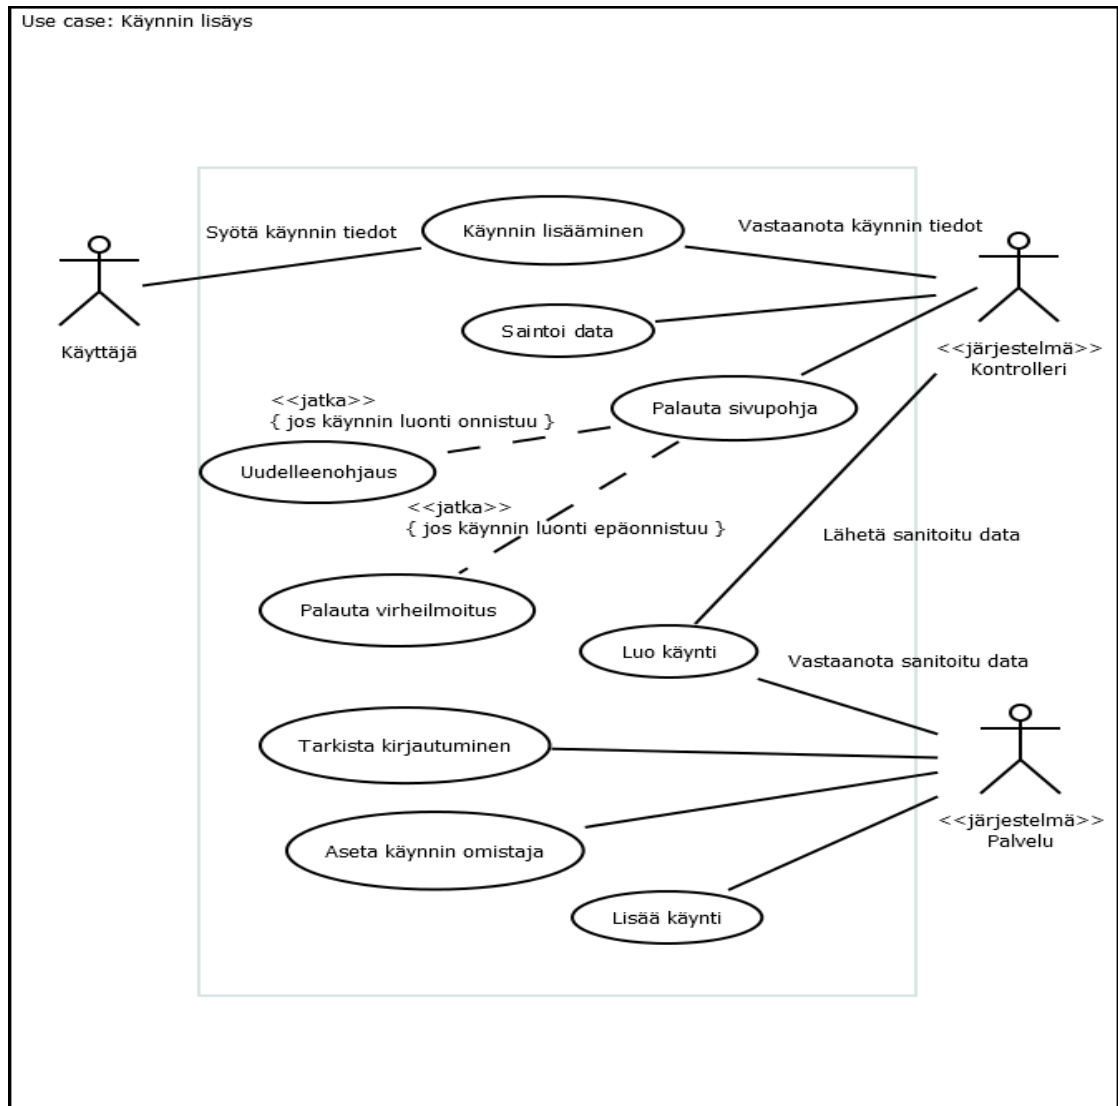 Use case: Käynnin lisäys
Syötä käynnin tiedot
Käynnin lisääminen
Vastaanota käynnin tiedot
Käyttäjä
Saintoi data
<<järjestelmä>>
Kontrolleri
<<jatka>>
{ jos käynnin luonti onnistuu }
Palauta sivupohja
Uudelleenohjaus
<<jatka>>
{ jos käynnin luonti epäonnistuu }
Lähetä sanitoitu data
Palauta virheilmoitus
Luo käynti
Vastaanota sanitoitu data
Tarkista kirjautuminen
<<järjestelmä>>
Palvelu
Aseta käynnin omistaja
Lisää käynti